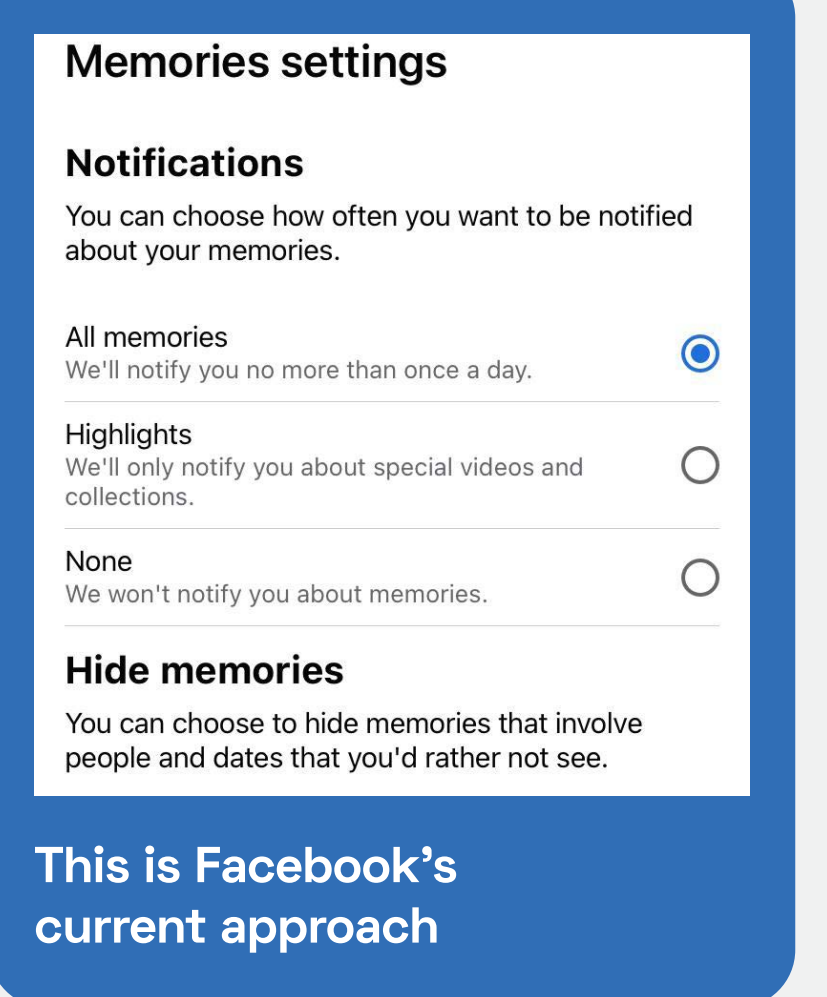 Memories settings
Notifications
You can choose how often you want to be notified
about your memories.
All memories
We'll notify you no more than once a day.
Highlights
We'll only notify you about special videos and
collections.
None
We won't notify you about memories.
Hide memories
You can choose to hide memories that involve
people and dates that you'd rather not see.
This is Facebook’s
current approach